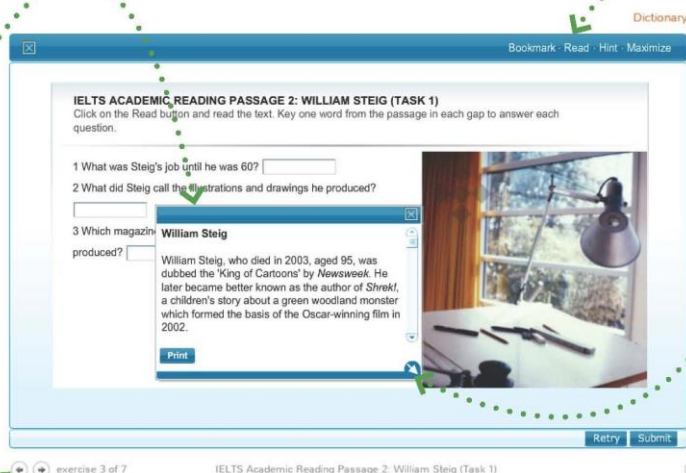 Dictionary
Bookmark · Read · Hint · Maximize
IELTS ACADEMIC READING PASSAGE 2: WILLIAM STEIG (TASK 1)
Click on the Read button and read the text. Key one word from the passage in each gap to answer each
question.
1 What was Steig's job until he was 60?
2 What did Steig call the illustrations and drawings he produced?
3 Which magazin
produced?
William Steig
William Steig, who died in 2003, aged 95, was
dubbed the 'King of Cartoons' by Newsweek. He
later became better known as the author of Shrek!,
a children's story about a green woodland monster
which formed the basis of the Oscar-winning film in
2002.
Print
Retry Submit
exercise 3 of 7 IELTS Academic Reading Passage 2: William Steig (Task 1)